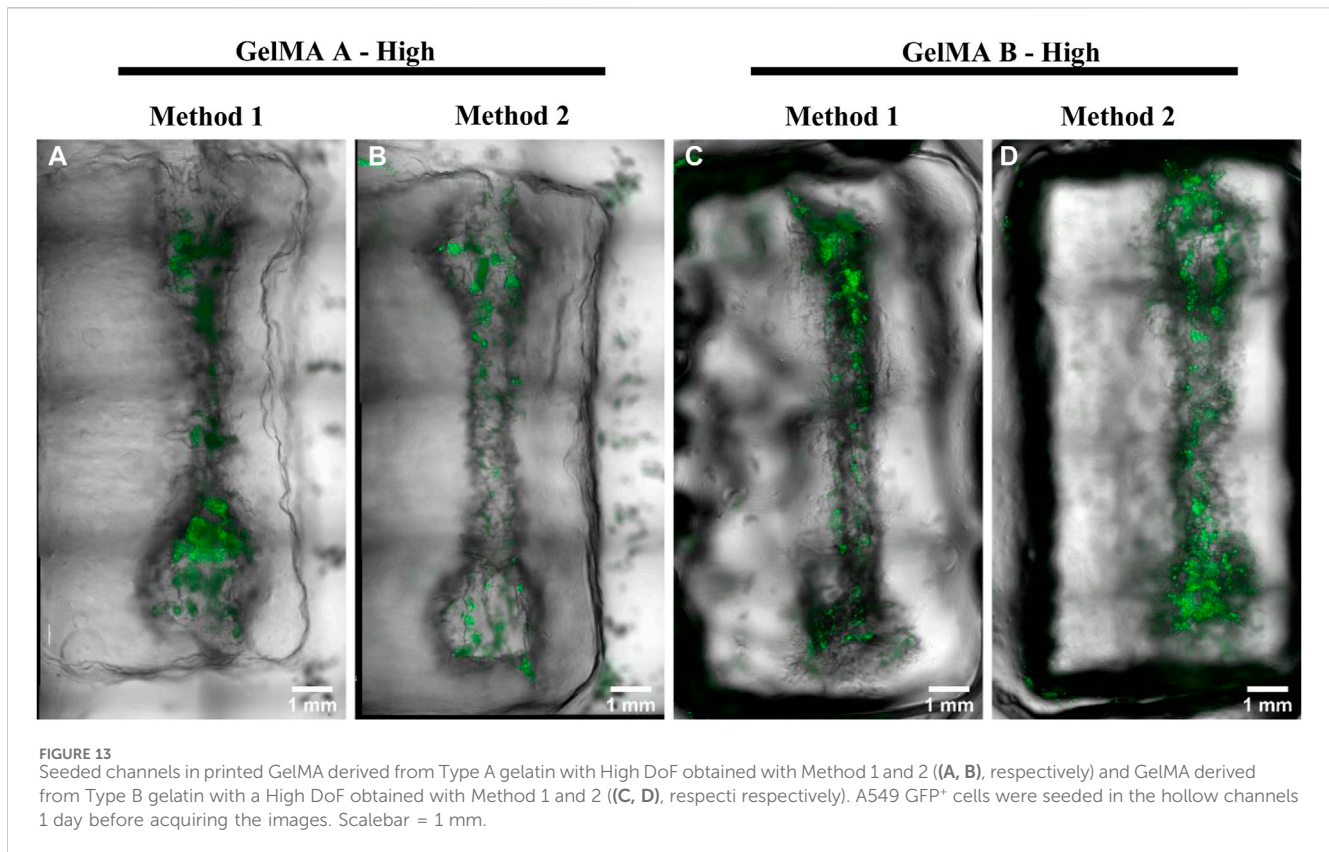 GelMA A - High
GelMA B - High
Method 1
Method 2
Method 1
Method 2
A
B
C
D
1 mm
1 mm
1 mm
1 mm
FIGURE 13
Seeded channels in printed GelMA derived from Type A gelatin with High DoF obtained with Method 1 and 2 ((A, B), respectively) and GelMA derived
from Type B gelatin with a High DoF obtained with Method 1 and 2 ((C, D), respecti respectively). A549 GFP⁺ cells were seeded in the hollow channels
1 day before acquiring the images. Scalebar = 1 mm.